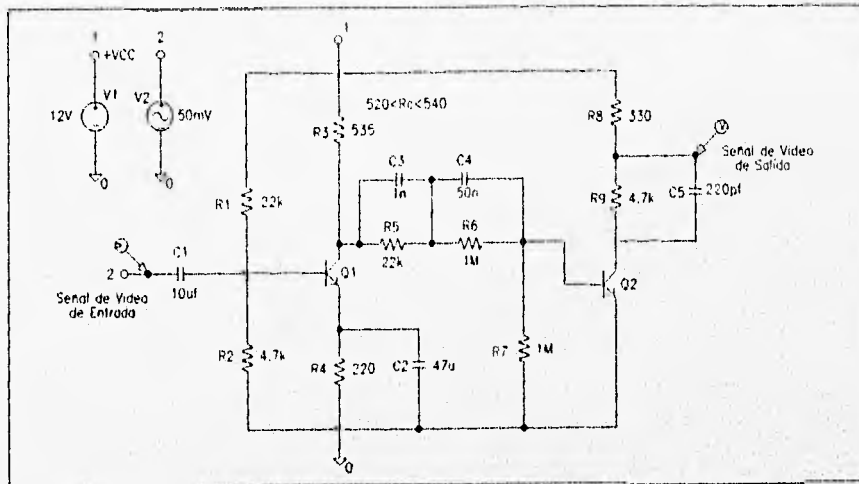 1
+VCC
V1
12V
0
2
V2
50mV
0
1
520<Rc<540
R3
535
R8
330
R1
22k
C3
1n
C4
50n
R5
22k
R6
1M
R9
4.7k
C5
220pf
V
Señal de Video
de Salida
2
C1
10uf
Señal de Video
de Entrada
Q1
Q2
R2
4.7k
R4
220
C2
47u
R7
1M
0